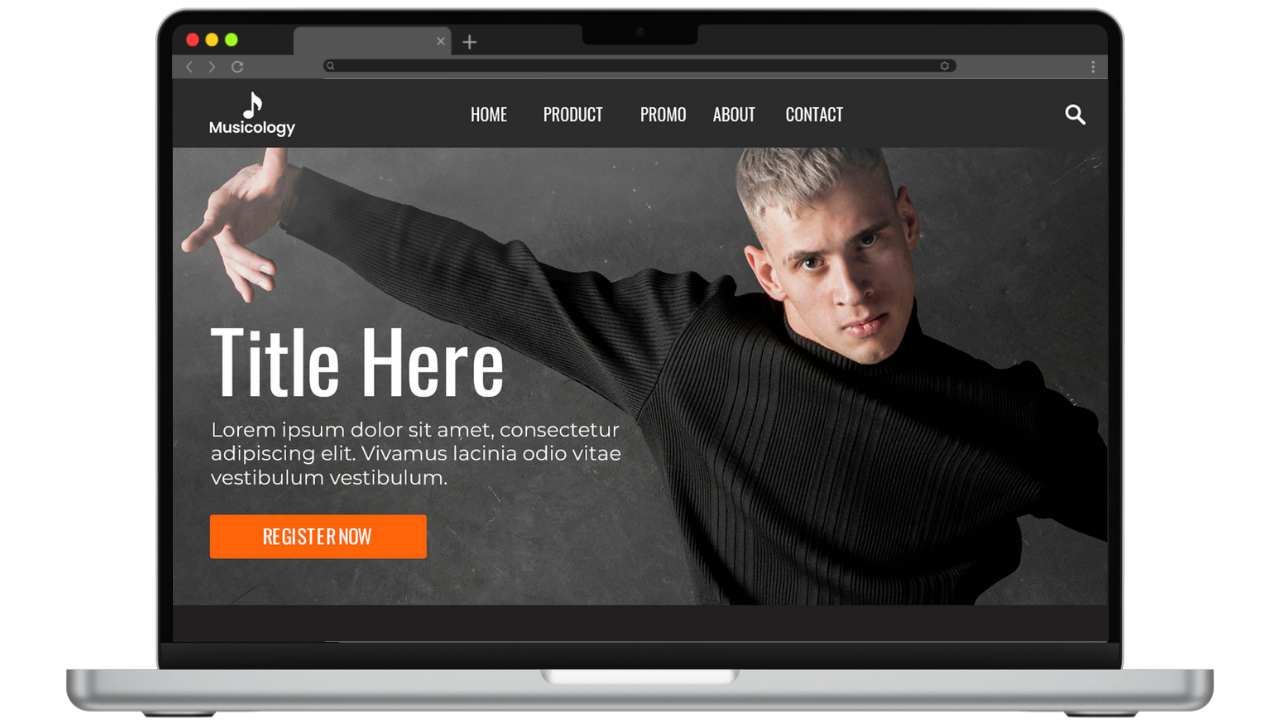 Musicology
HOME PRODUCT PROMO ABOUT CONTACT
Title Here
Lorem ipsum dolor sit amet, consectetur
adipiscing elit. Vivamus lacinia odio vitae
vestibulum vestibulum.
REGISTER NOW